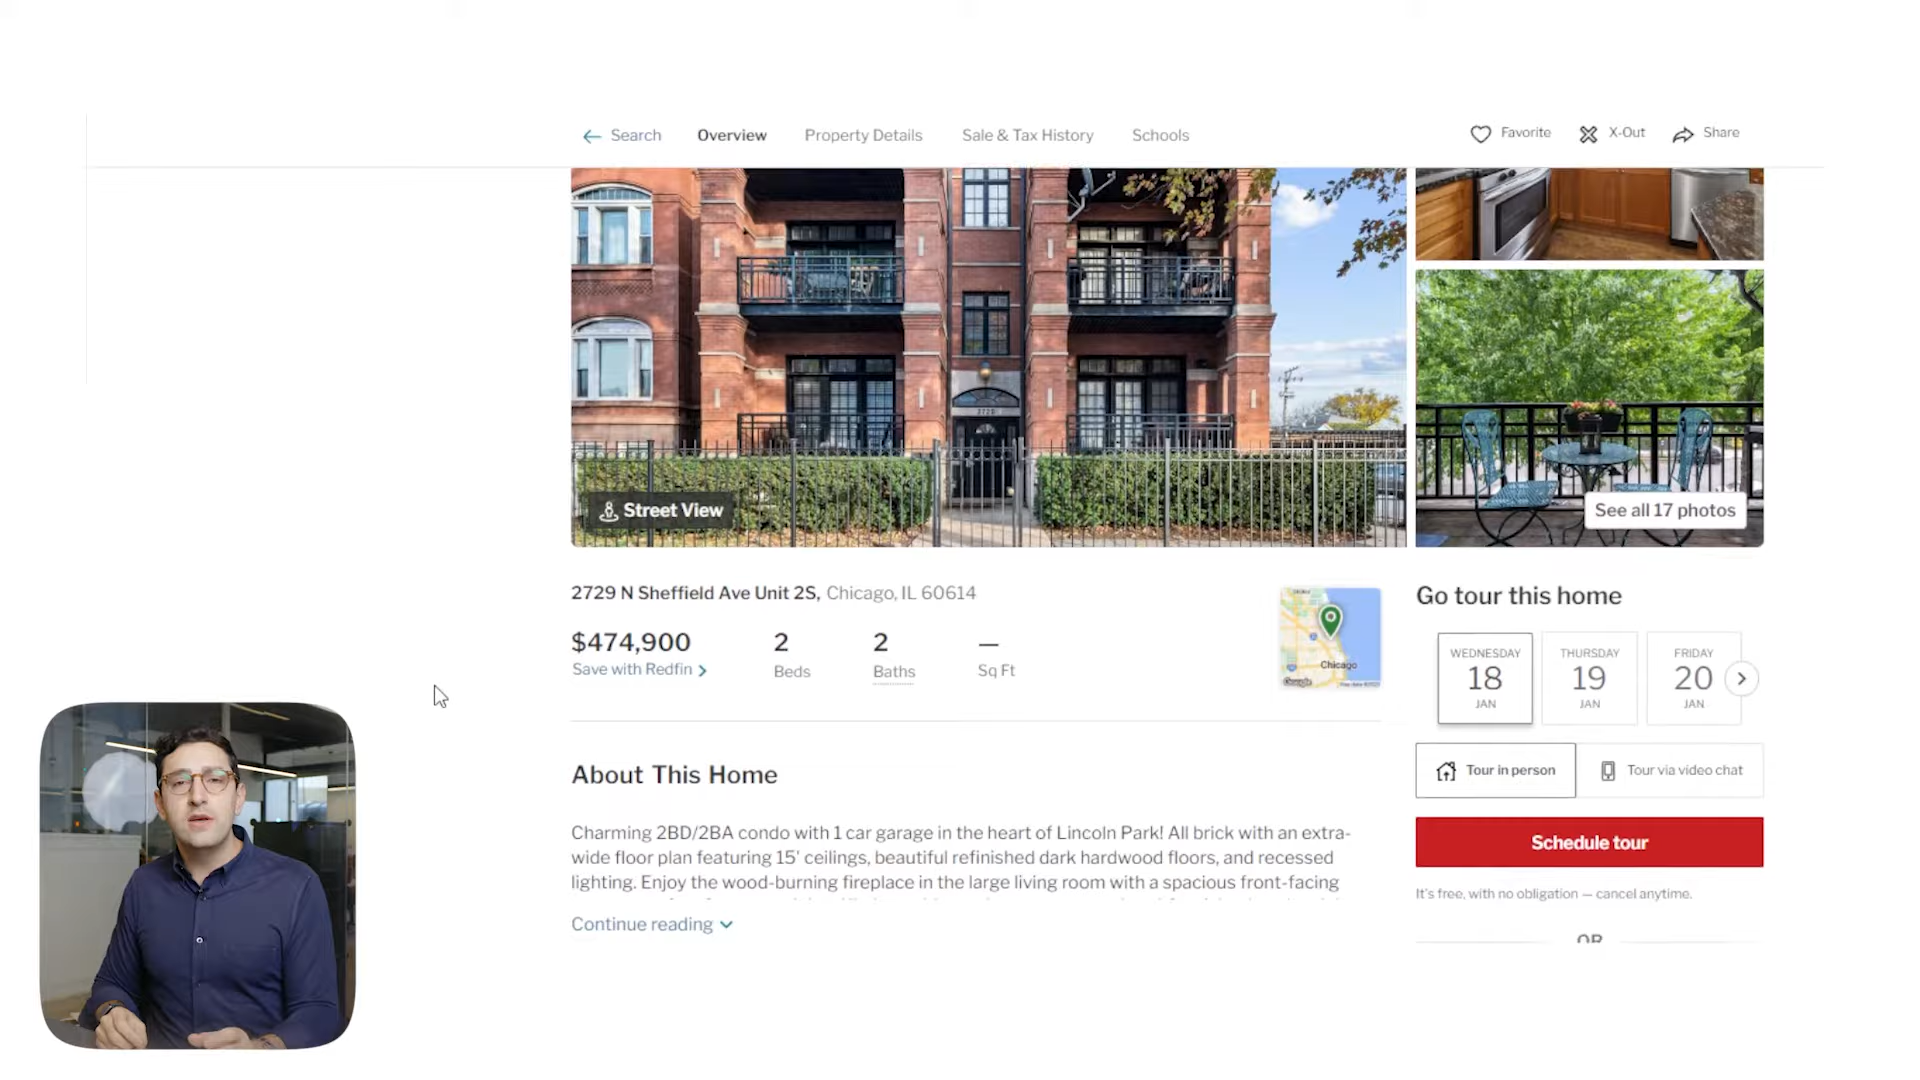 Search Overview Property Details Sale & Tax History Schools Favorite X-Out Share
2729
Street View
See all 17 photos
2729 N Sheffield Ave Unit 2S, Chicago, IL 60614
$474,900 2 2 —
Save with Redfin Beds Baths Sq Ft
Chicago
Google
Go tour this home
WEDNESDAY THURSDAY FRIDAY
18 19 20
JAN JAN JAN
Tour in person Tour via video chat
Schedule tour
It's free, with no obligation — cancel anytime.
OR
About This Home
Charming 2BD/2BA condo with 1 car garage in the heart of Lincoln Park! All brick with an extra-
wide floor plan featuring 15' ceilings, beautiful refinished dark hardwood floors, and recessed
lighting. Enjoy the wood-burning fireplace in the large living room with a spacious front-facing
Continue reading